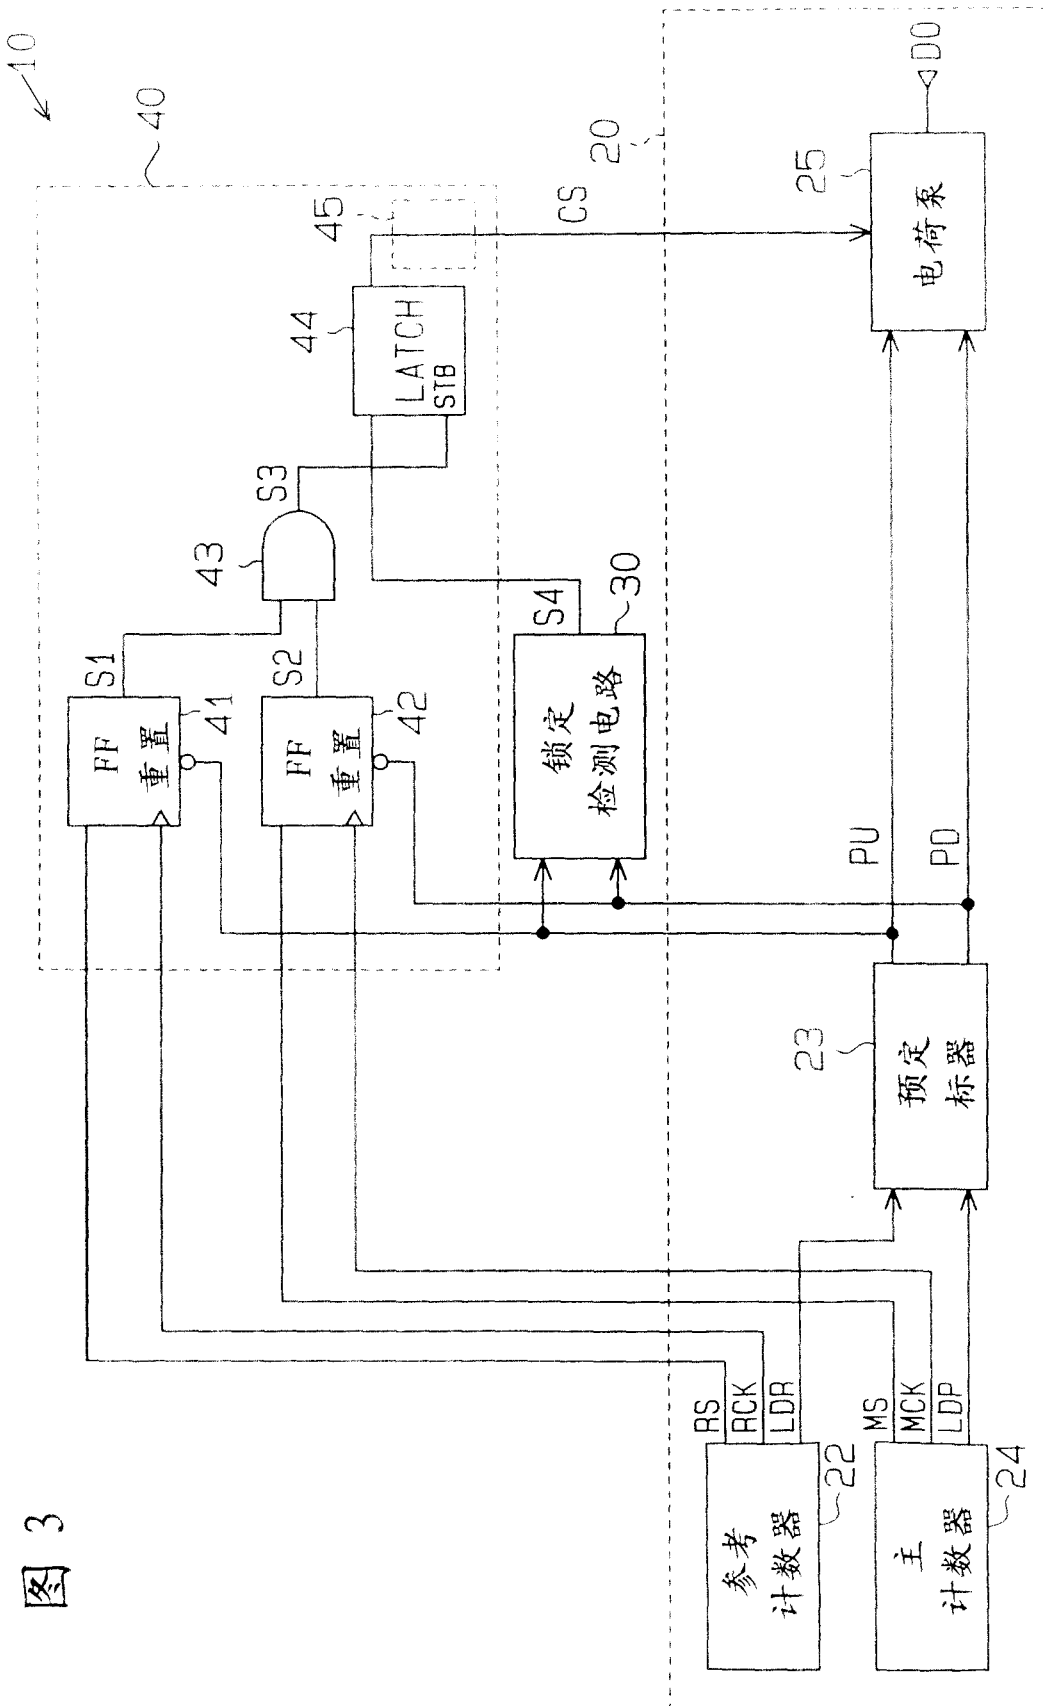 图 3
10
40
FF
重置
41
S1
FF
重置
42
S2
43
S3
44
LATCH
STB
45
锁定
检测电路
30
S4
CS
20
参考
计数器
22
RS
RCK
LDR
主
计数器
24
MS
MCK
LDP
预定
标器
23
PU
PD
电荷泵
25
DO